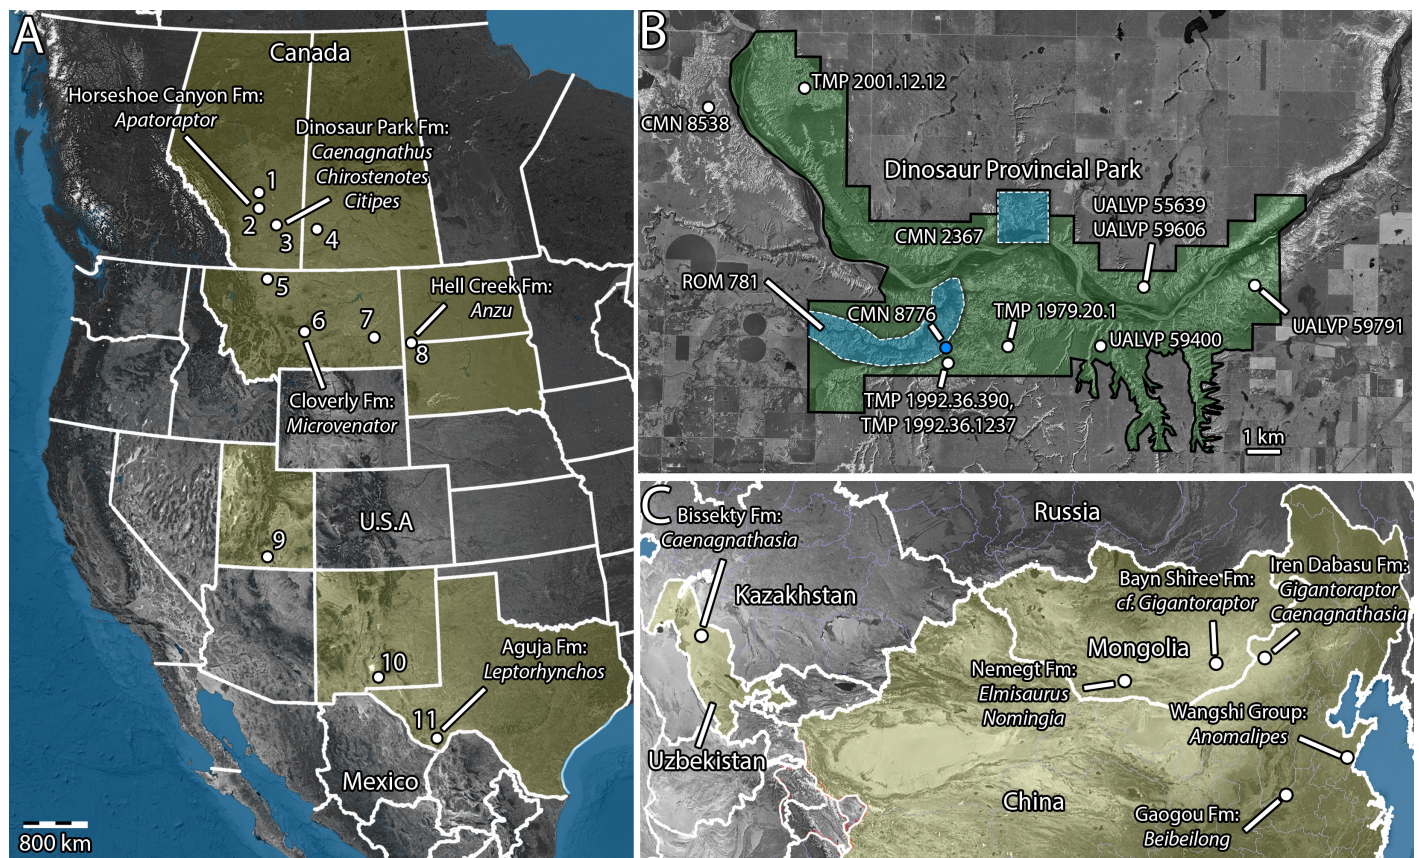 A
Canada
Horseshoe Canyon Fm:
Apatoraptor
Dinosaur Park Fm:
Caenagnathus
Chirostenotes
Citipes
1
2
3
4
5
6
7
8
Hell Creek Fm:
Anzu
Cloverly Fm:
Microvenator
U.S.A
9
10
11
Aguja Fm:
Leptorhynchos
Mexico
800 km
B
TMP 2001.12.12
CMN 8538
Dinosaur Provincial Park
UALVP 55639
UALVP 59606
CMN 2367
ROM 781
CMN 8776
TMP 1979.20.1
UALVP 59791
UALVP 59400
TMP 1992.36.390,
TMP 1992.36.1237
1 km
C
Bissekty Fm:
Caenagnathasia
Russia
Kazakhstan
Bayn Shiree Fm:
cf. Gigantoraptor
Iren Dabasu Fm:
Gigantoraptor
Caenagnathasia
Mongolia
Nemegt Fm:
Elmisaurus
Nomingia
Wangshi Group:
Anomalipes
Uzbekistan
China
Gaogou Fm:
Beibeilong